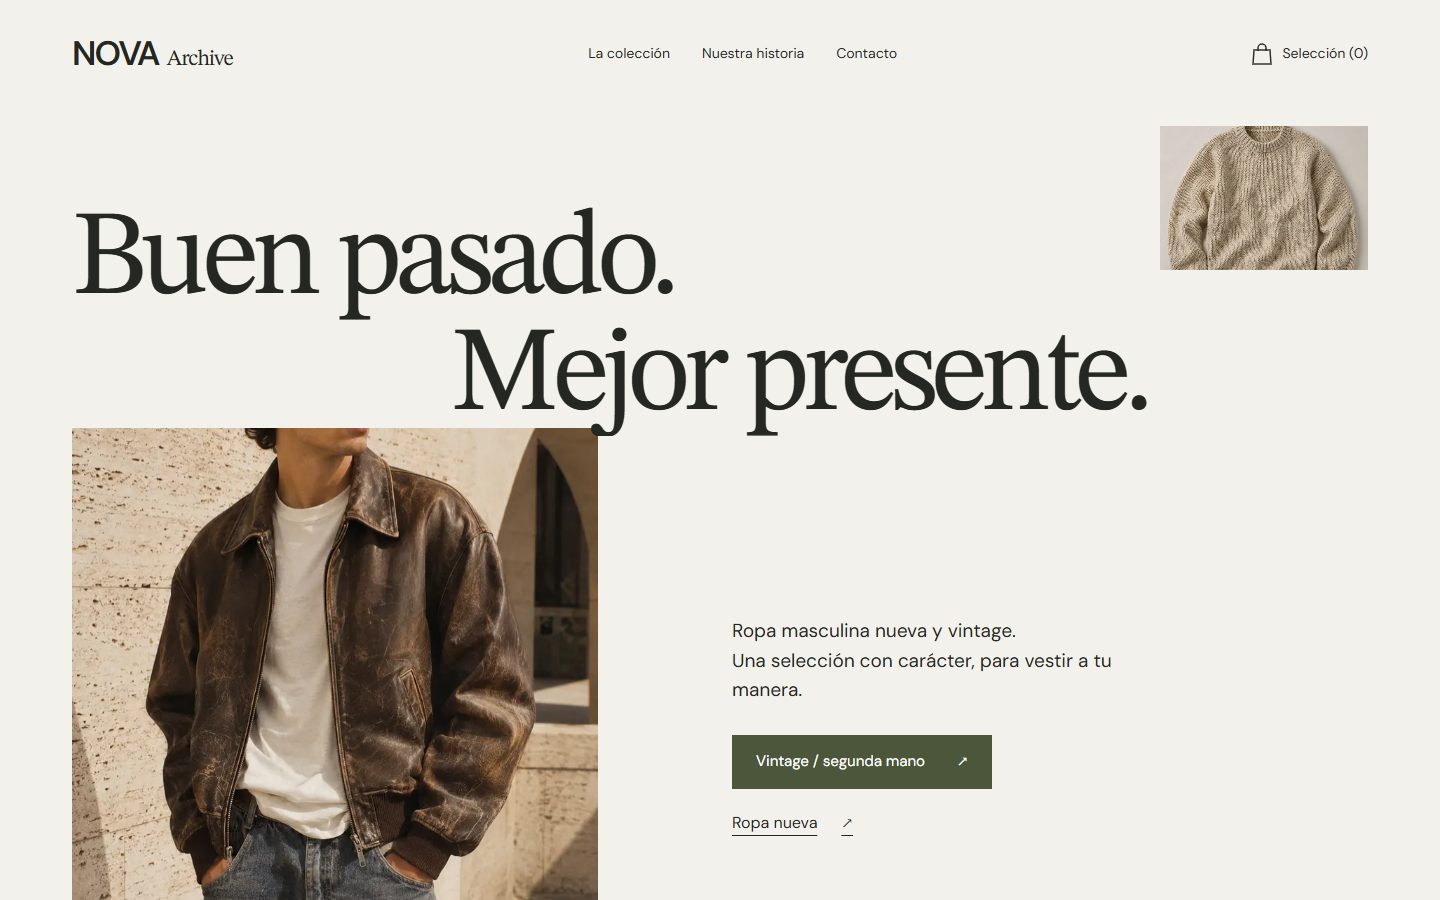 NOVA Archive
La colección
Nuestra historia
Contacto
Selección (0)
Buen pasado.
Mejor presente.
Ropa masculina nueva y vintage.
Una selección con carácter, para vestir a tu
manera.
Vintage / segunda mano ↗
Ropa nueva ↗